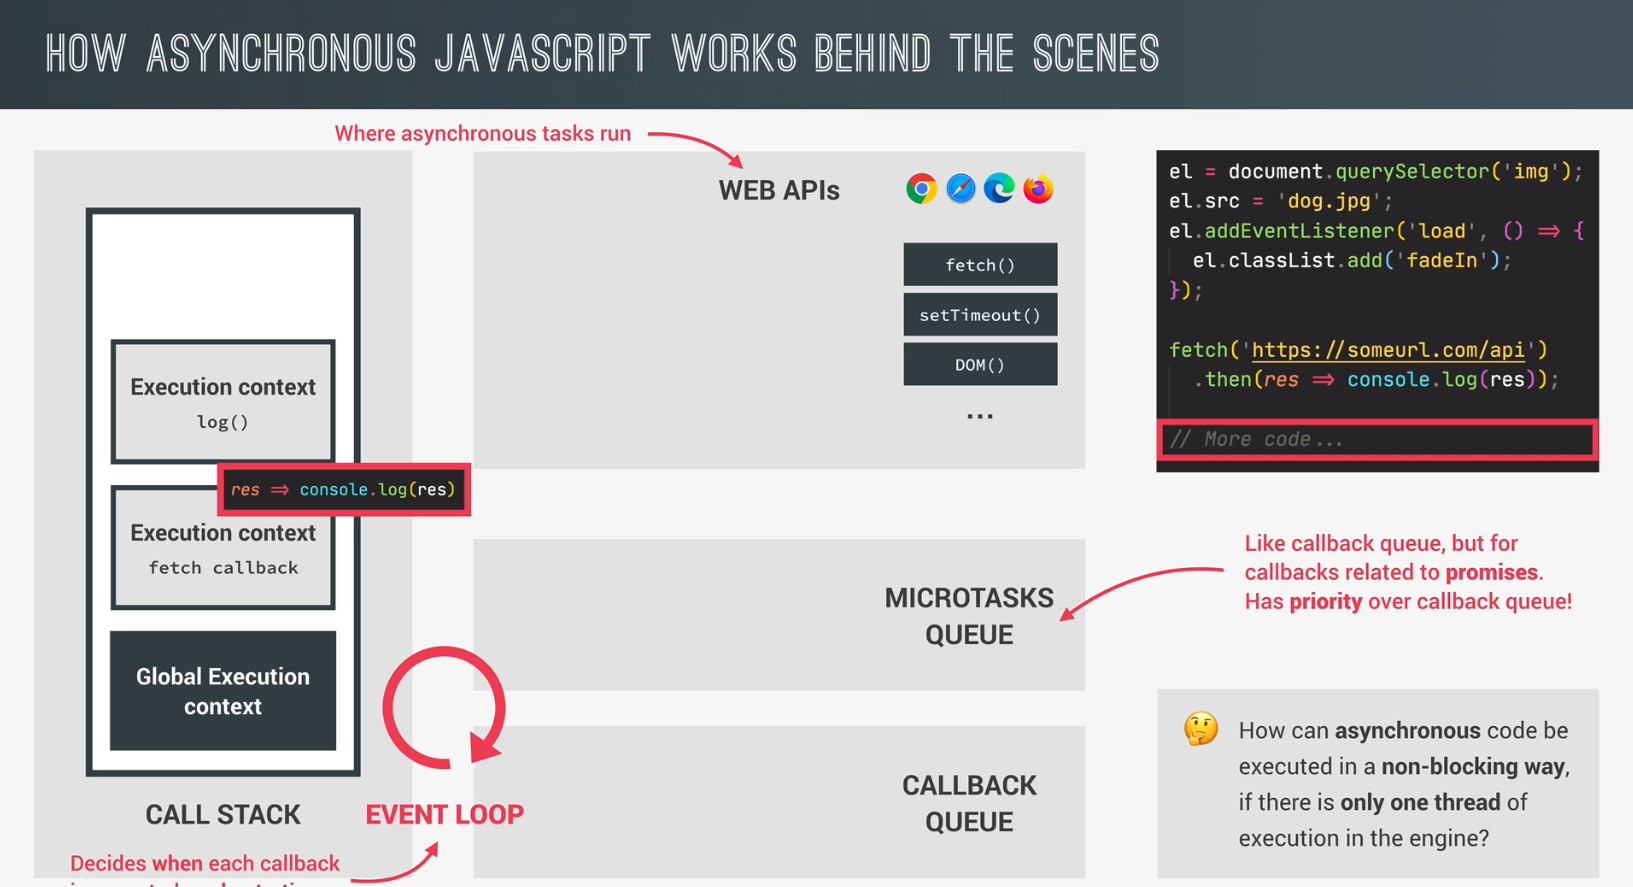 HOW ASYNCHRONOUS JAVASCRIPT WORKS BEHIND THE SCENES
Where asynchronous tasks run
WEB APIs
fetch()
setTimeout()
DOM()
...
Execution context
log()
res => console.log(res)
Execution context
fetch callback
Global Execution
context
CALL STACK
EVENT LOOP
Decides when each callback
MICROTASKS
QUEUE
CALLBACK
QUEUE
el = document.querySelector('img');
el.src = 'dog.jpg';
el.addEventListener('load', () => {
  el.classList.add('fadeIn');
});
fetch('https://someurl.com/api')
  .then(res => console.log(res));
// More code...
Like callback queue, but for
callbacks related to promises.
Has priority over callback queue!
How can asynchronous code be
executed in a non-blocking way,
if there is only one thread of
execution in the engine?